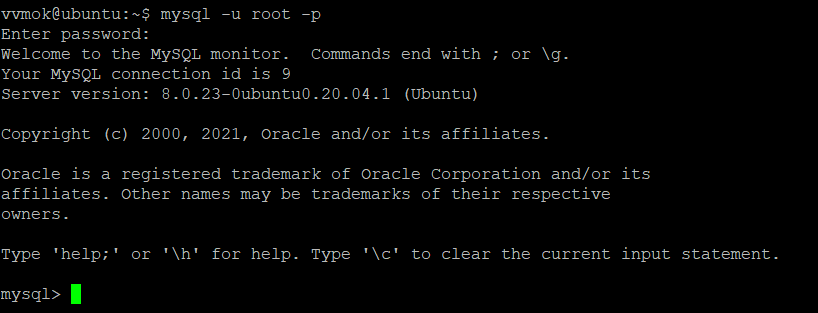 vvmok@ubuntu:~$ mysql -u root -p
Enter password:
Welcome to the MySQL monitor.  Commands end with ; or \g.
Your MySQL connection id is 9
Server version: 8.0.23-0ubuntu0.20.04.1 (Ubuntu)
Copyright (c) 2000, 2021, Oracle and/or its affiliates.
Oracle is a registered trademark of Oracle Corporation and/or its
affiliates. Other names may be trademarks of their respective
owners.
Type 'help;' or '\h' for help. Type '\c' to clear the current input statement.
mysql>